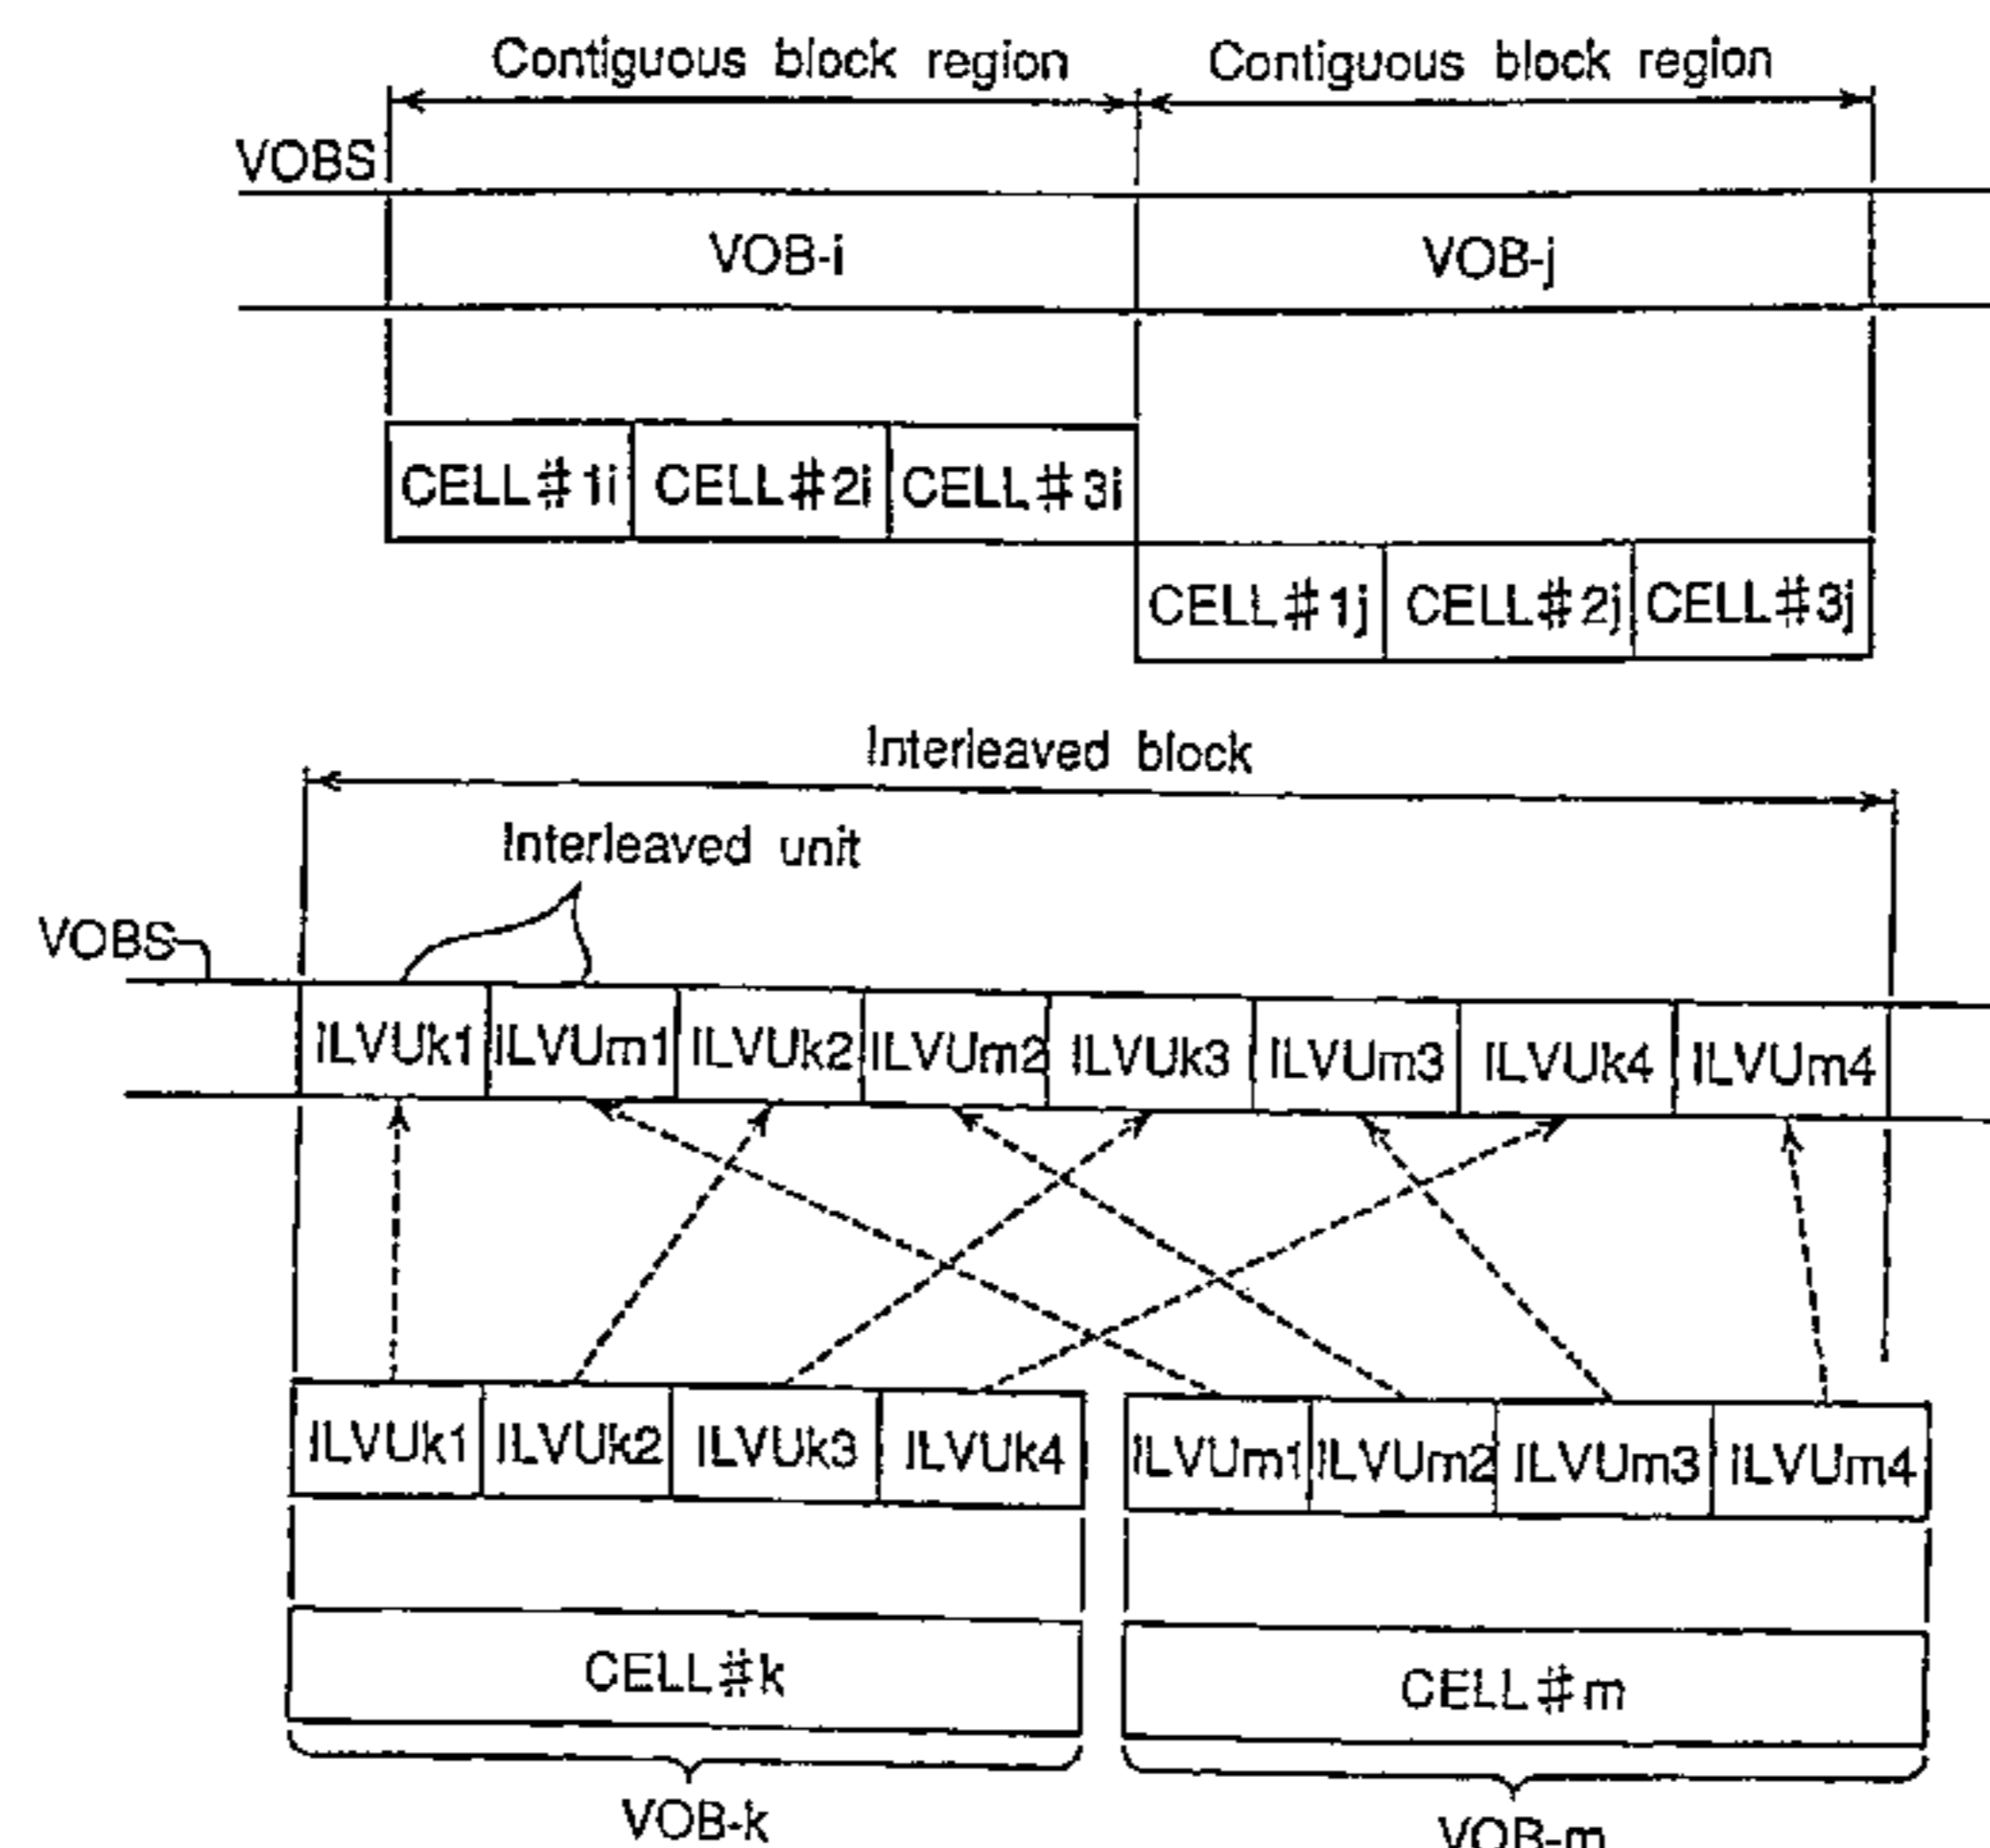 Contiguous block region Contiguous block region
VOBS
VOB-i VOB-j
CELL#1i CELL#2i CELL#3i
CELL#1j CELL#2j CELL#3j
Interleaved block
Interleaved unit
VOBS
ILVUk1 ILVUm1 ILVUk2 ILVUm2 ILVUk3 ILVUm3 ILVUk4 ILVUm4
ILVUk1 ILVUk2 ILVUk3 ILVUk4 ILVUm1 ILVUm2 ILVUm3 ILVUm4
CELL#k CELL#m
VOB-k VOB-m